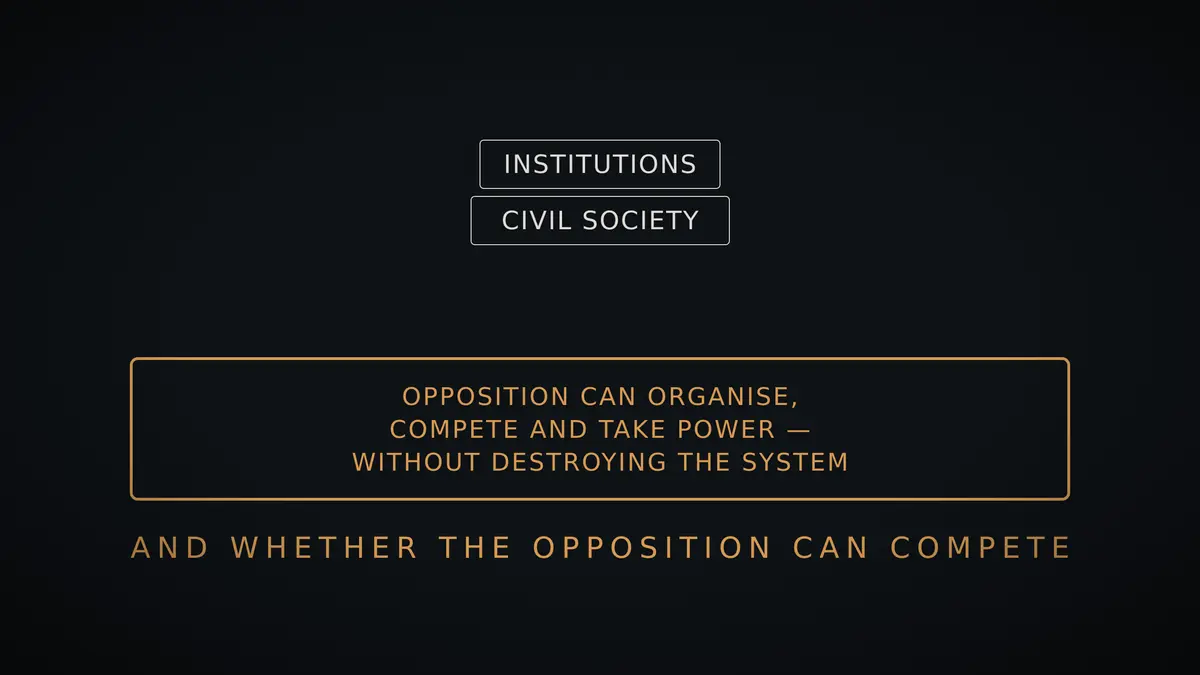 INSTITUTIONS
CIVIL SOCIETY
OPPOSITION CAN ORGANISE,
COMPETE AND TAKE POWER —
WITHOUT DESTROYING THE SYSTEM
AND WHETHER THE OPPOSITION CAN COMPETE